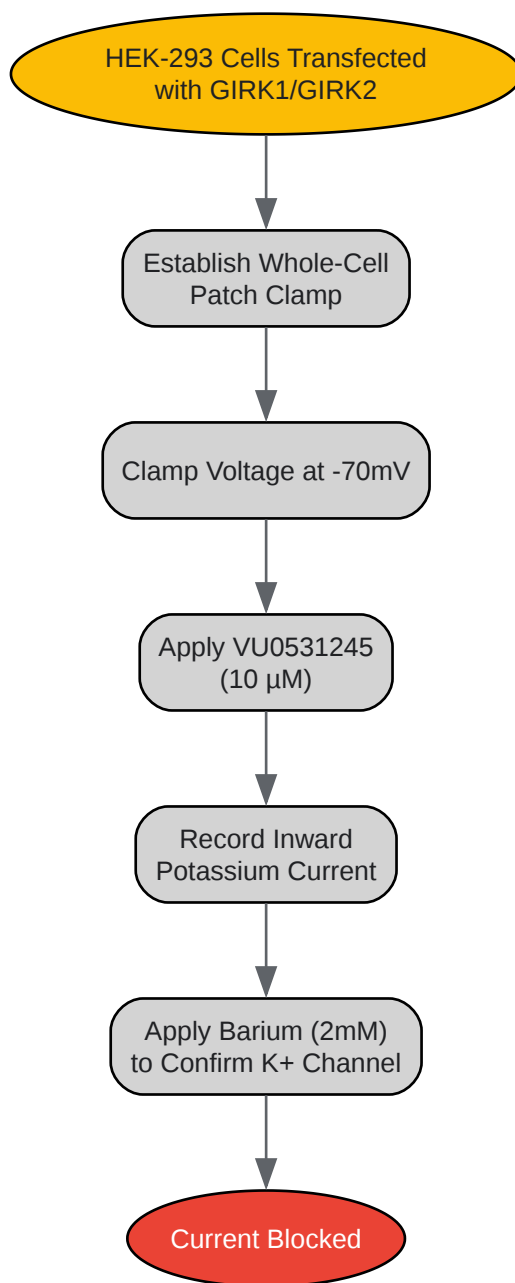 HEK-293 Cells Transfected
with GIRK1/GIRK2
Establish Whole-Cell
Patch Clamp
Clamp Voltage at -70mV
Apply VU0531245
(10 µM)
Record Inward
Potassium Current
Apply Barium (2mM)
to Confirm K+ Channel
Current Blocked